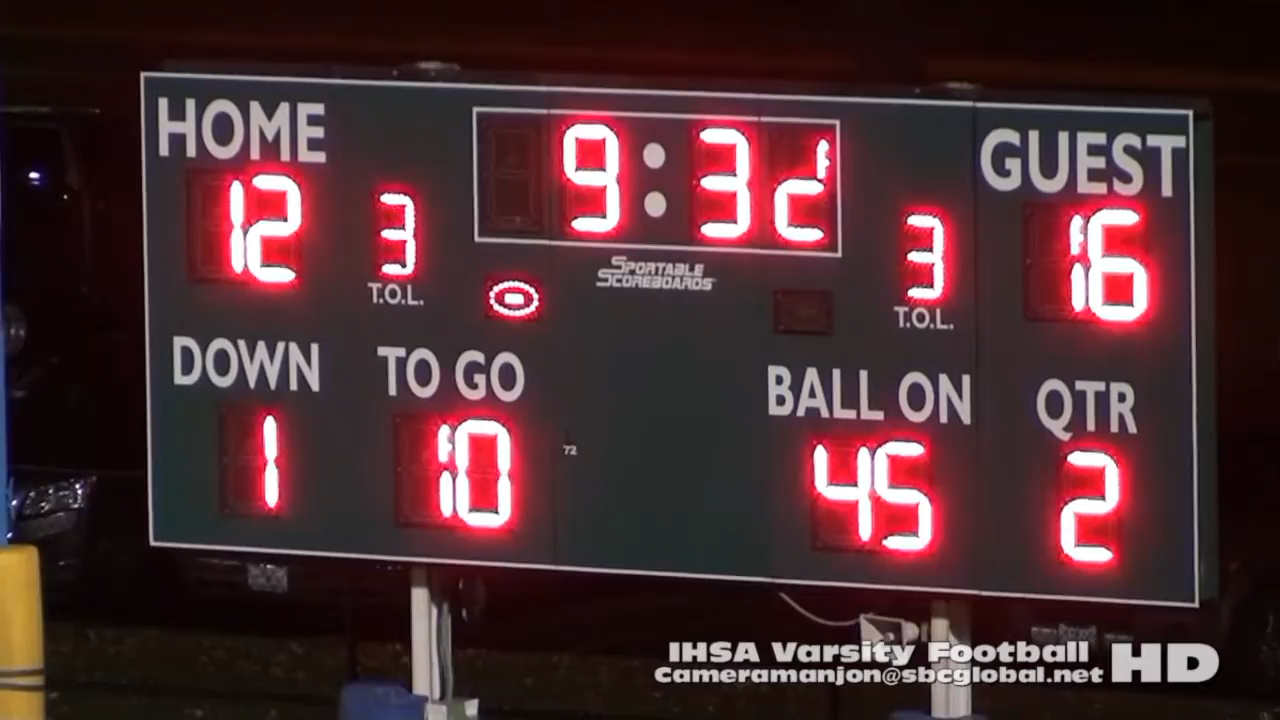 HOME
9:32
GUEST
12
3
T.O.L.
SPORTABLE
SCOREBOARDS
3
T.O.L.
16
DOWN
TO GO
BALL ON
QTR
1
10
72
45
2
IHSA Varsity Football HD
Cameramanjon@sbcglobal.net